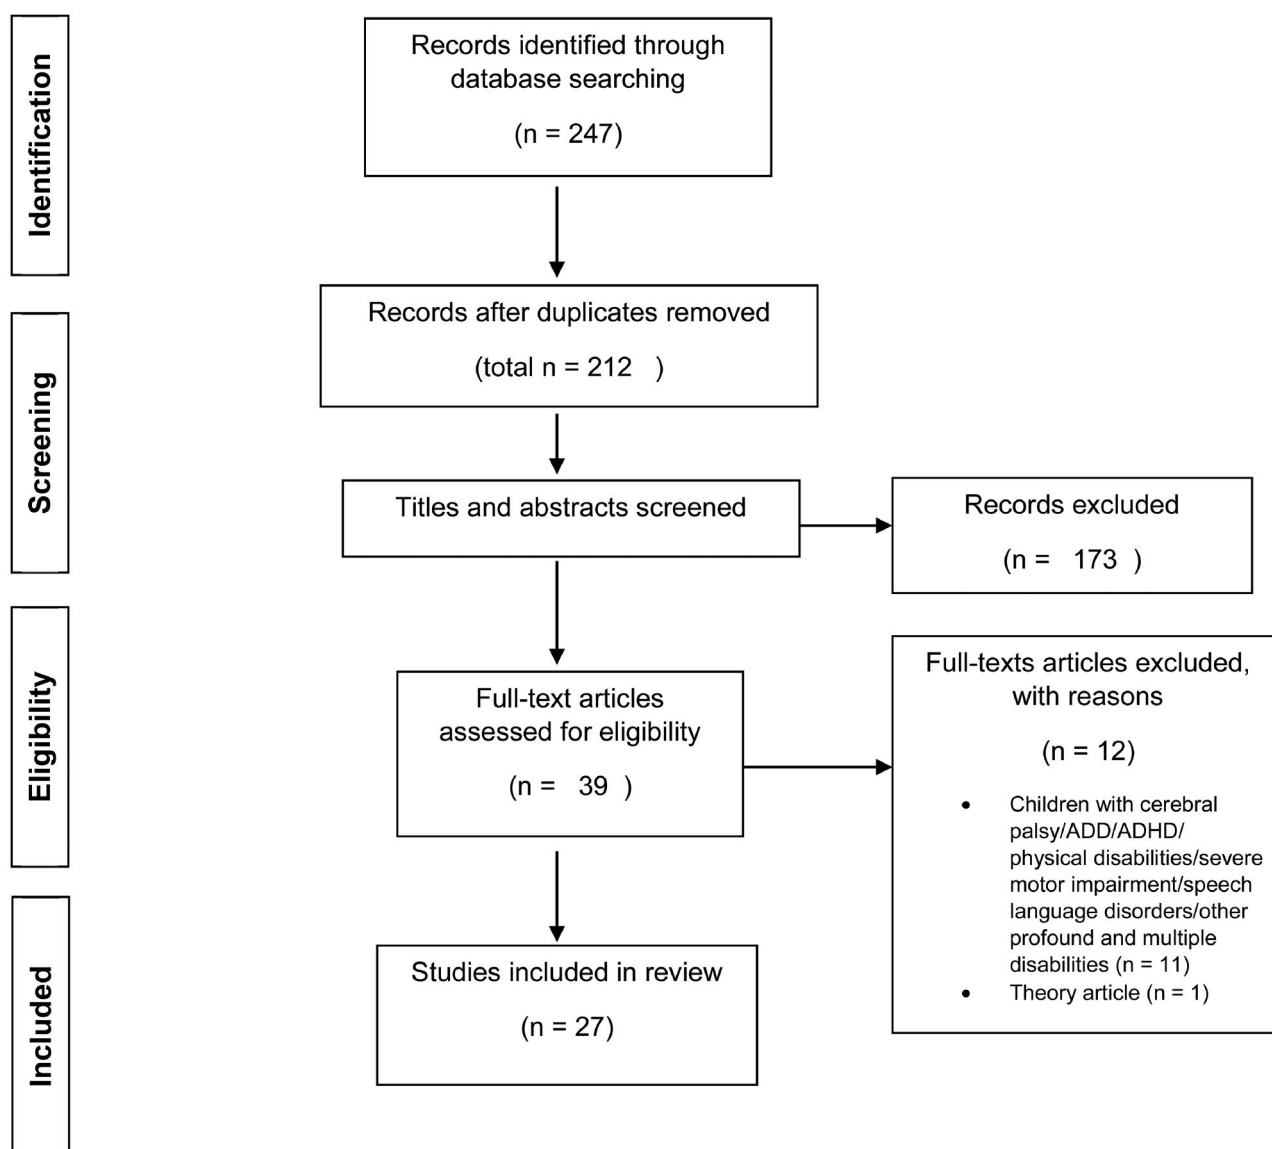 Identification
Records identified through
database searching
(n = 247)
Records after duplicates removed
(total n = 212 )
Screening
Titles and abstracts screened
Records excluded
(n = 173 )
Eligibility
Full-text articles
assessed for eligibility
(n = 39 )
Full-texts articles excluded,
with reasons
(n = 12)
• Children with cerebral
palsy/ADD/ADHD/
physical disabilities/severe
motor impairment/speech
language disorders/other
profound and multiple
disabilities (n = 11)
• Theory article (n = 1)
Included
Studies included in review
(n = 27)